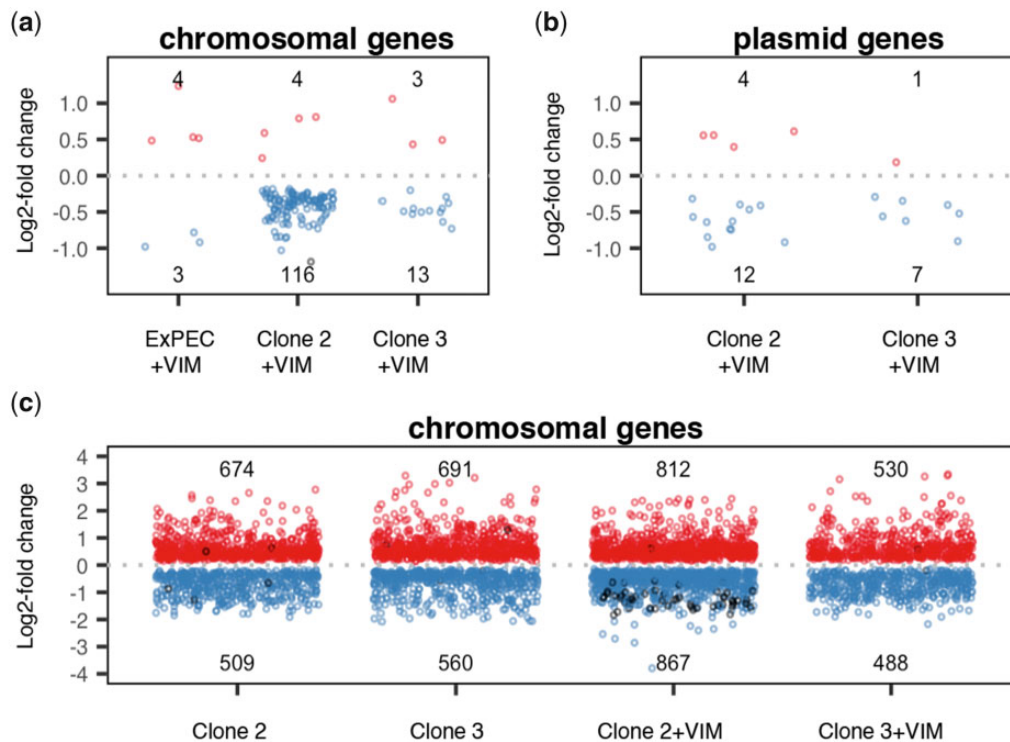 (a)
chromosomal genes
Log2-fold change
1.0
0.5
0.0
-0.5
-1.0
4
4
3
3
116
13
ExPEC
+VIM
Clone 2
+VIM
Clone 3
+VIM
(b)
plasmid genes
Log2-fold change
1.0
0.5
0.0
-0.5
-1.0
4
1
12
7
Clone 2
+VIM
Clone 3
+VIM
(c)
chromosomal genes
Log2-fold change
4
3
2
1
0
-1
-2
-3
-4
674
691
812
530
509
560
867
488
Clone 2
Clone 3
Clone 2+VIM
Clone 3+VIM